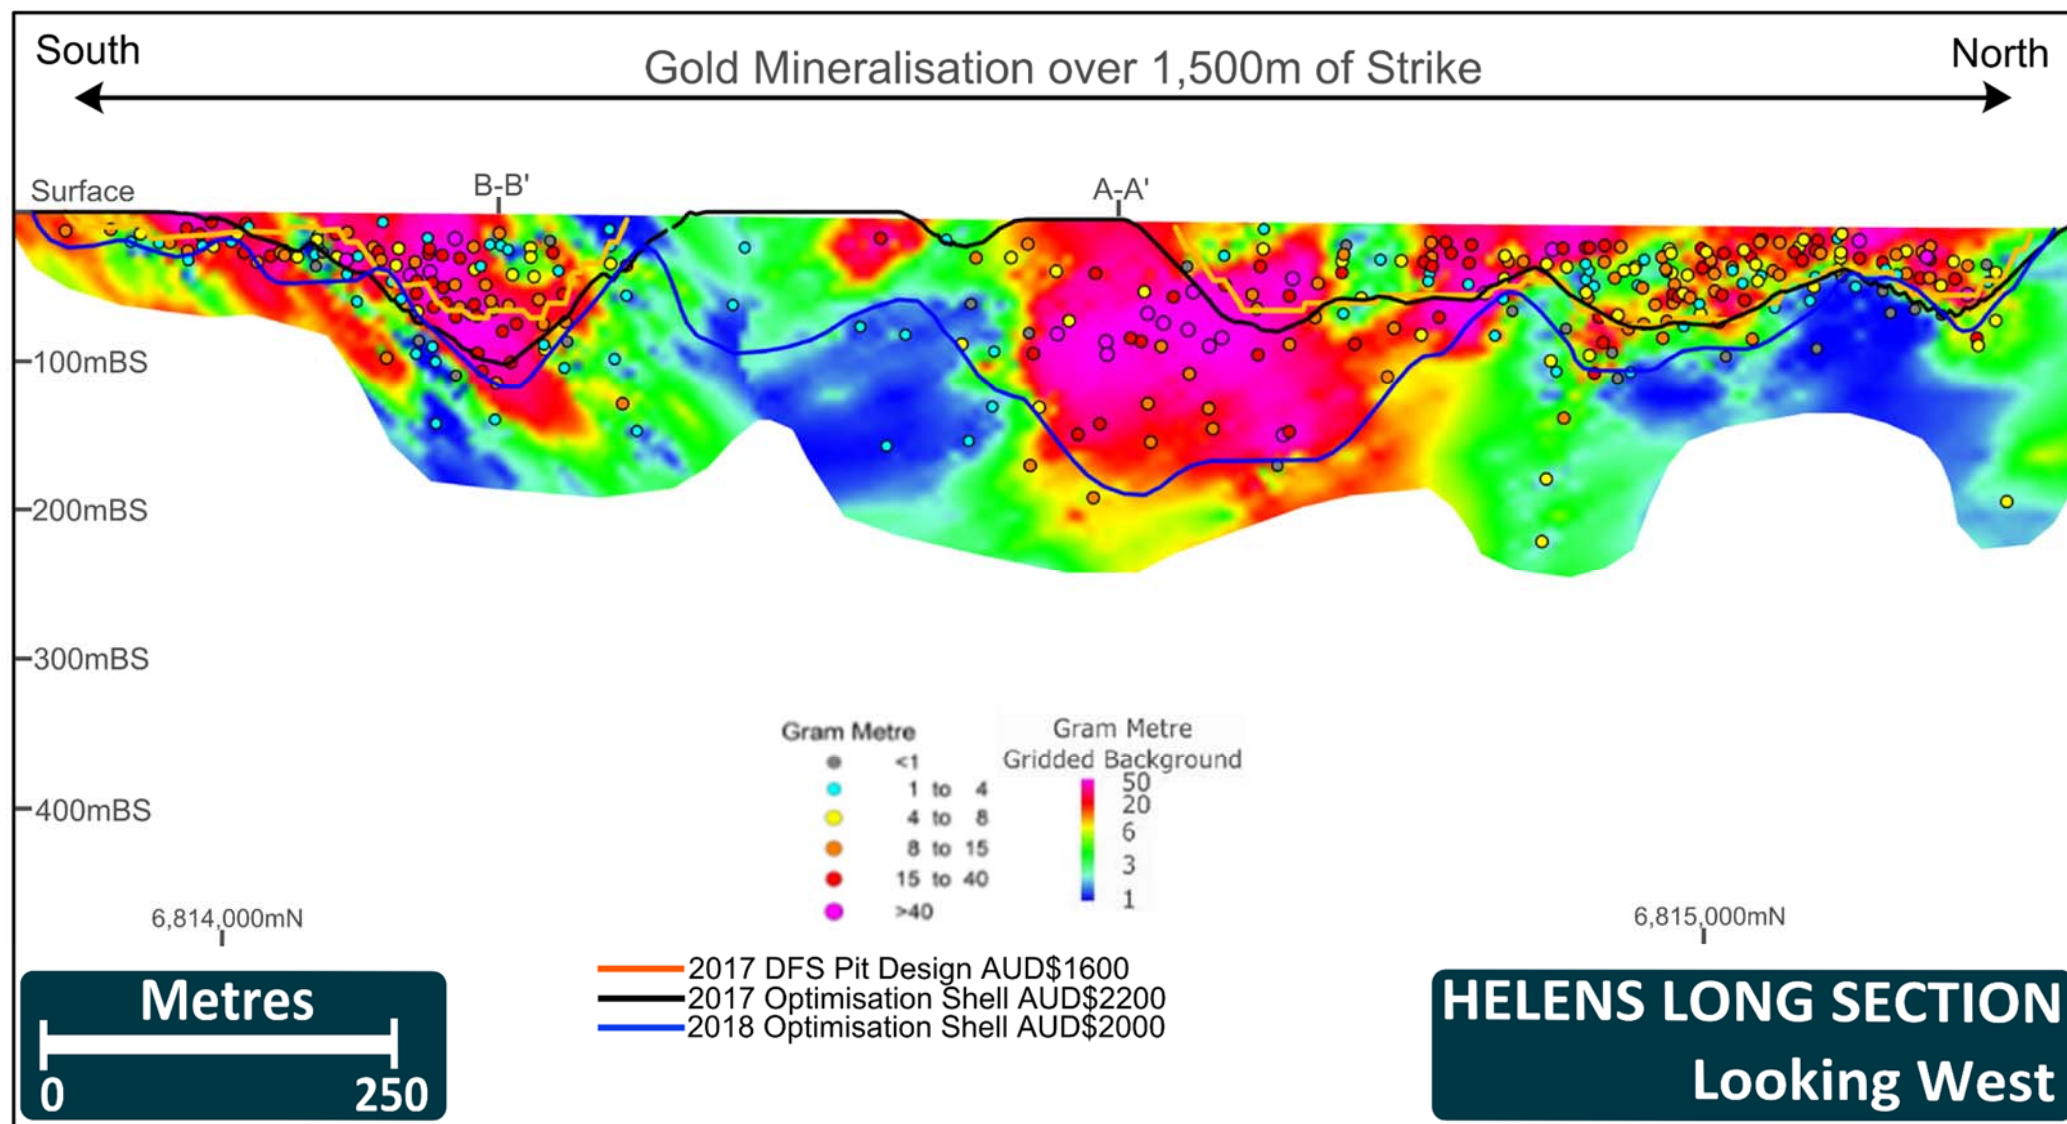 South
North
Gold Mineralisation over 1,500m of Strike
Surface
B-B'
A-A'
100mBS
200mBS
300mBS
400mBS
Gram Metre
<1
1 to 4
4 to 8
8 to 15
15 to 40
>40
Gram Metre
Gridded Background
50
20
6
3
1
6,814,000mN
6,815,000mN
2017 DFS Pit Design AUD$1600
2017 Optimisation Shell AUD$2200
2018 Optimisation Shell AUD$2000
Metres
0 250
HELENS LONG SECTION
Looking West